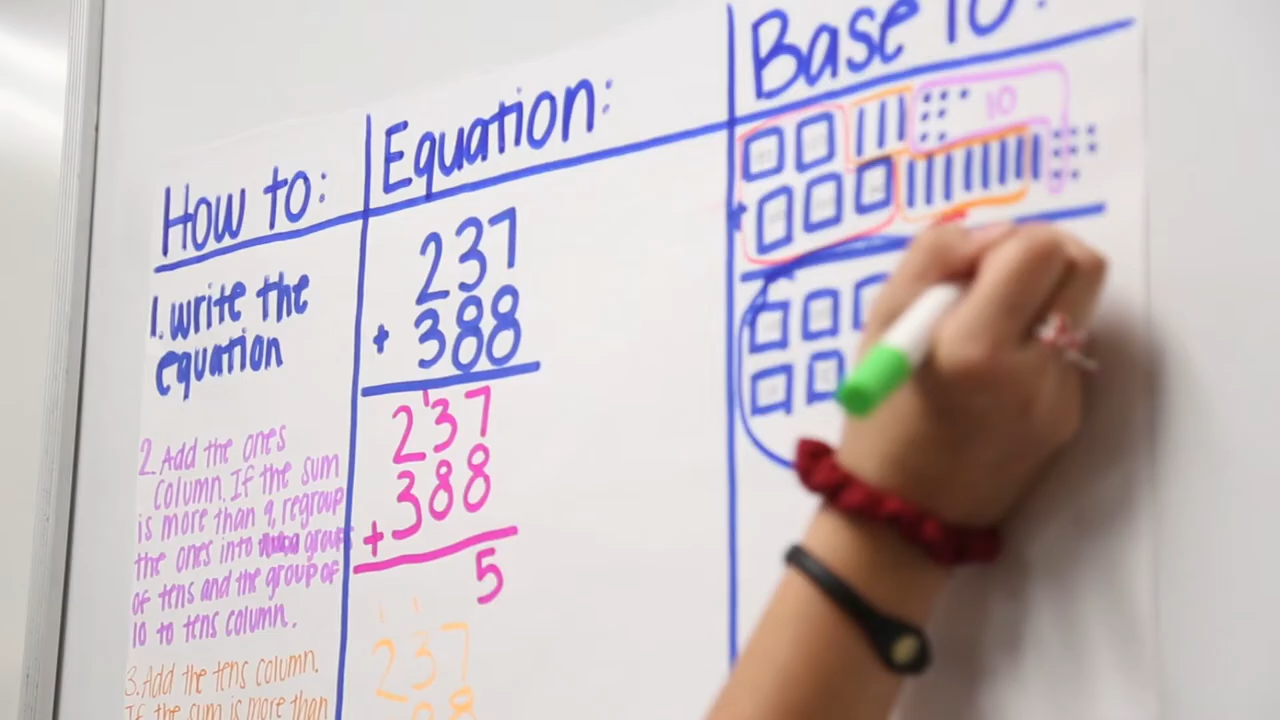 How to:
1. write the
equation
2. Add the ones
column. If the sum
is more than 9, regroup
the ones into groups
of tens and the group of
10 to tens column.
3. Add the tens column.
If the sum is more than
Equation:
237
+ 388
1
237
+ 388
5
1 1
237
88
Base 10:
10
+